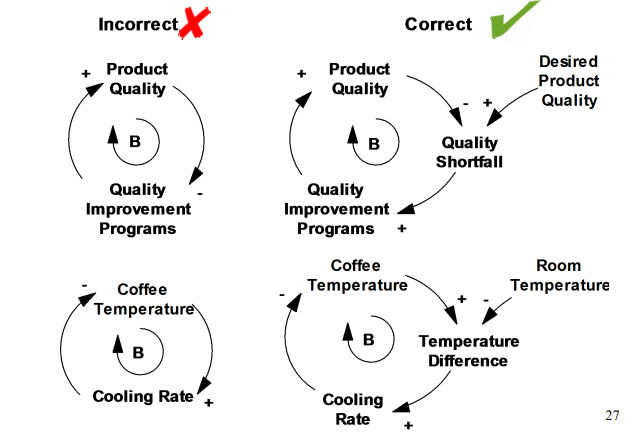 Incorrect
Correct
+
Product
Quality
B
-
Quality
Improvement
Programs
+
Product
Quality
B
-
+
Desired
Product
Quality
Quality
Shortfall
Quality
Improvement
Programs
+
-
Coffee
Temperature
B
Cooling Rate
+
-
Coffee
Temperature
B
+
-
Room
Temperature
Temperature
Difference
Cooling
Rate
+
27